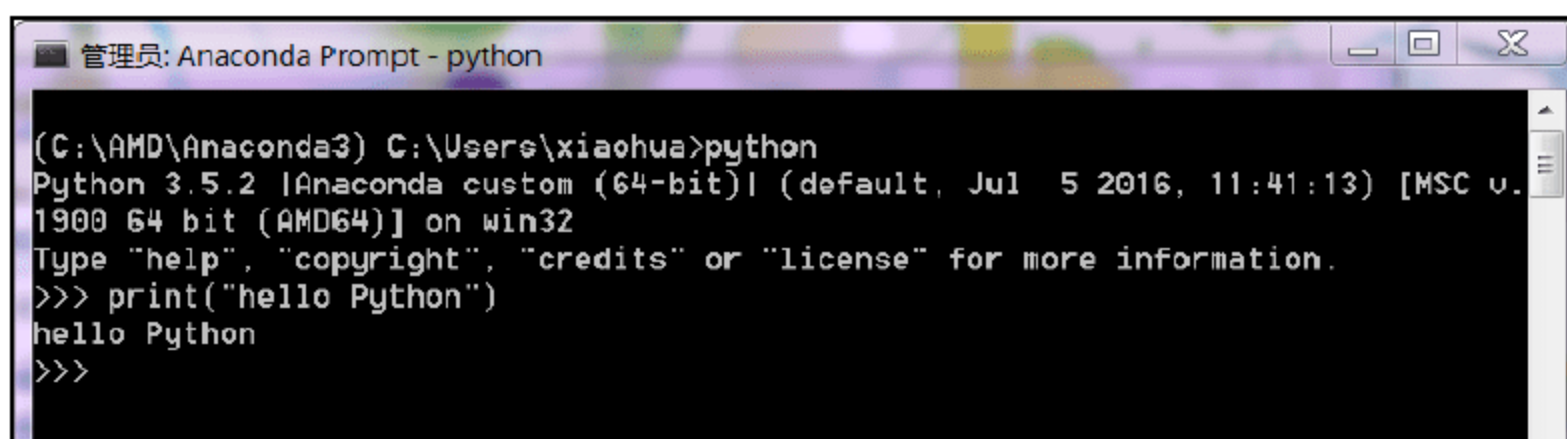 管理员: Anaconda Prompt - python
(C:\AMD\Anaconda3) C:\Users\xiaohua>python
Python 3.5.2 |Anaconda custom (64-bit)| (default, Jul  5 2016, 11:41:13) [MSC v.
1900 64 bit (AMD64)] on win32
Type "help", "copyright", "credits" or "license" for more information.
>>> print("hello Python")
hello Python
>>>